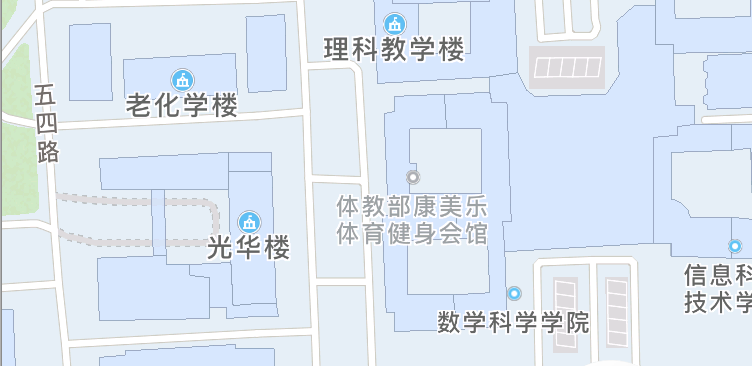 理科教学楼
老化学楼
五四路
体教部康美乐
体育健身会馆
光华楼
信息科
技术学
数学科学学院